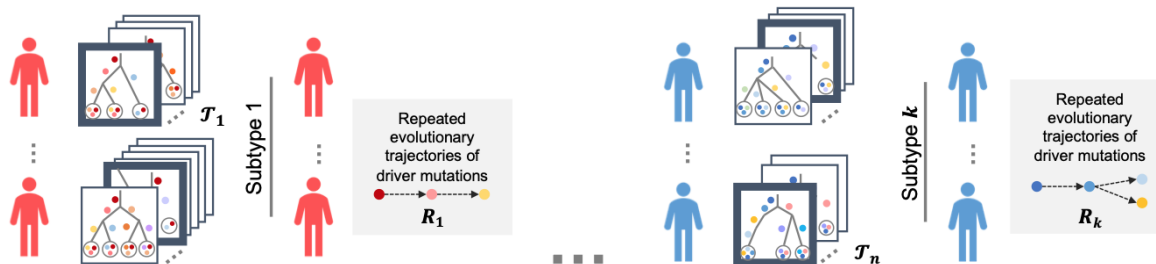 𝒯₁
Subtype 1
Repeated
evolutionary
trajectories of
driver mutations
R₁
𝒯ₙ
Subtype k
Repeated
evolutionary
trajectories of
driver mutations
Rₖ